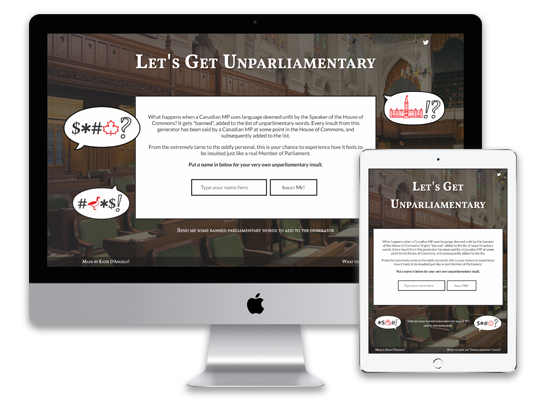 Let's Get Unparliamentary
$*# ?
!?
What happens when a Canadian MP uses language deemed unfit by the Speaker of the House of
Commons? It gets "banned", added to the list of unparliamentary words. Every insult from this
generator has been said by a Canadian MP at some point in the House of Commons, and
subsequently added to the list.
From the extremely tame to the oddly personal, this is your chance to experience how it feels to
be insulted just like a real Member of Parliament.
Put a name in below for your very own unparliamentary insult.
Type your name here
Insult Me!
# *$!
Send me some banned parliamentary words to add to the generator
Made by Katie D'Angelo
What
Let's Get
Unparliamentary
What happens when a Canadian MP uses language deemed unfit by the Speaker of the House
of Commons? It gets "banned", added to the list of unparliamentary
words. Every insult from this generator has been said by a Canadian MP at some point in the House of
Commons, and subsequently added to the list.
From the extremely tame to the oddly personal, this is your chance to experience
how it feels to be insulted just like a real Member of Parliament.
Put a name in below for your very own unparliamentary insult.
Type your name here
Insult Me!
*$ #!
$*# ?